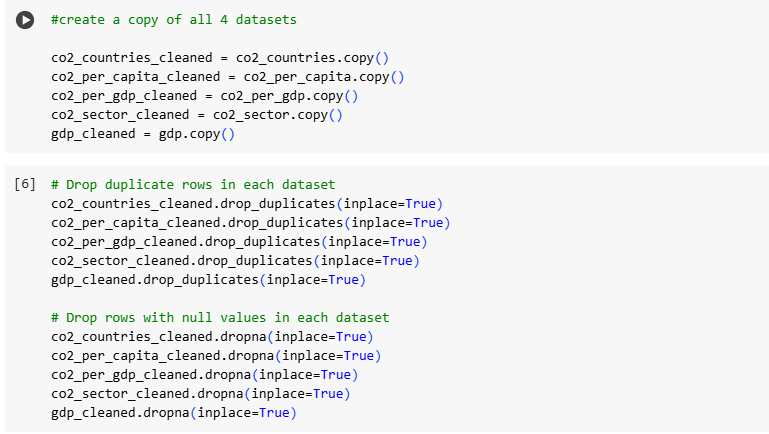 #create a copy of all 4 datasets
co2_countries_cleaned = co2_countries.copy()
co2_per_capita_cleaned = co2_per_capita.copy()
co2_per_gdp_cleaned = co2_per_gdp.copy()
co2_sector_cleaned = co2_sector.copy()
gdp_cleaned = gdp.copy()
[6] # Drop duplicate rows in each dataset
co2_countries_cleaned.drop_duplicates(inplace=True)
co2_per_capita_cleaned.drop_duplicates(inplace=True)
co2_per_gdp_cleaned.drop_duplicates(inplace=True)
co2_sector_cleaned.drop_duplicates(inplace=True)
gdp_cleaned.drop_duplicates(inplace=True)
# Drop rows with null values in each dataset
co2_countries_cleaned.dropna(inplace=True)
co2_per_capita_cleaned.dropna(inplace=True)
co2_per_gdp_cleaned.dropna(inplace=True)
co2_sector_cleaned.dropna(inplace=True)
gdp_cleaned.dropna(inplace=True)